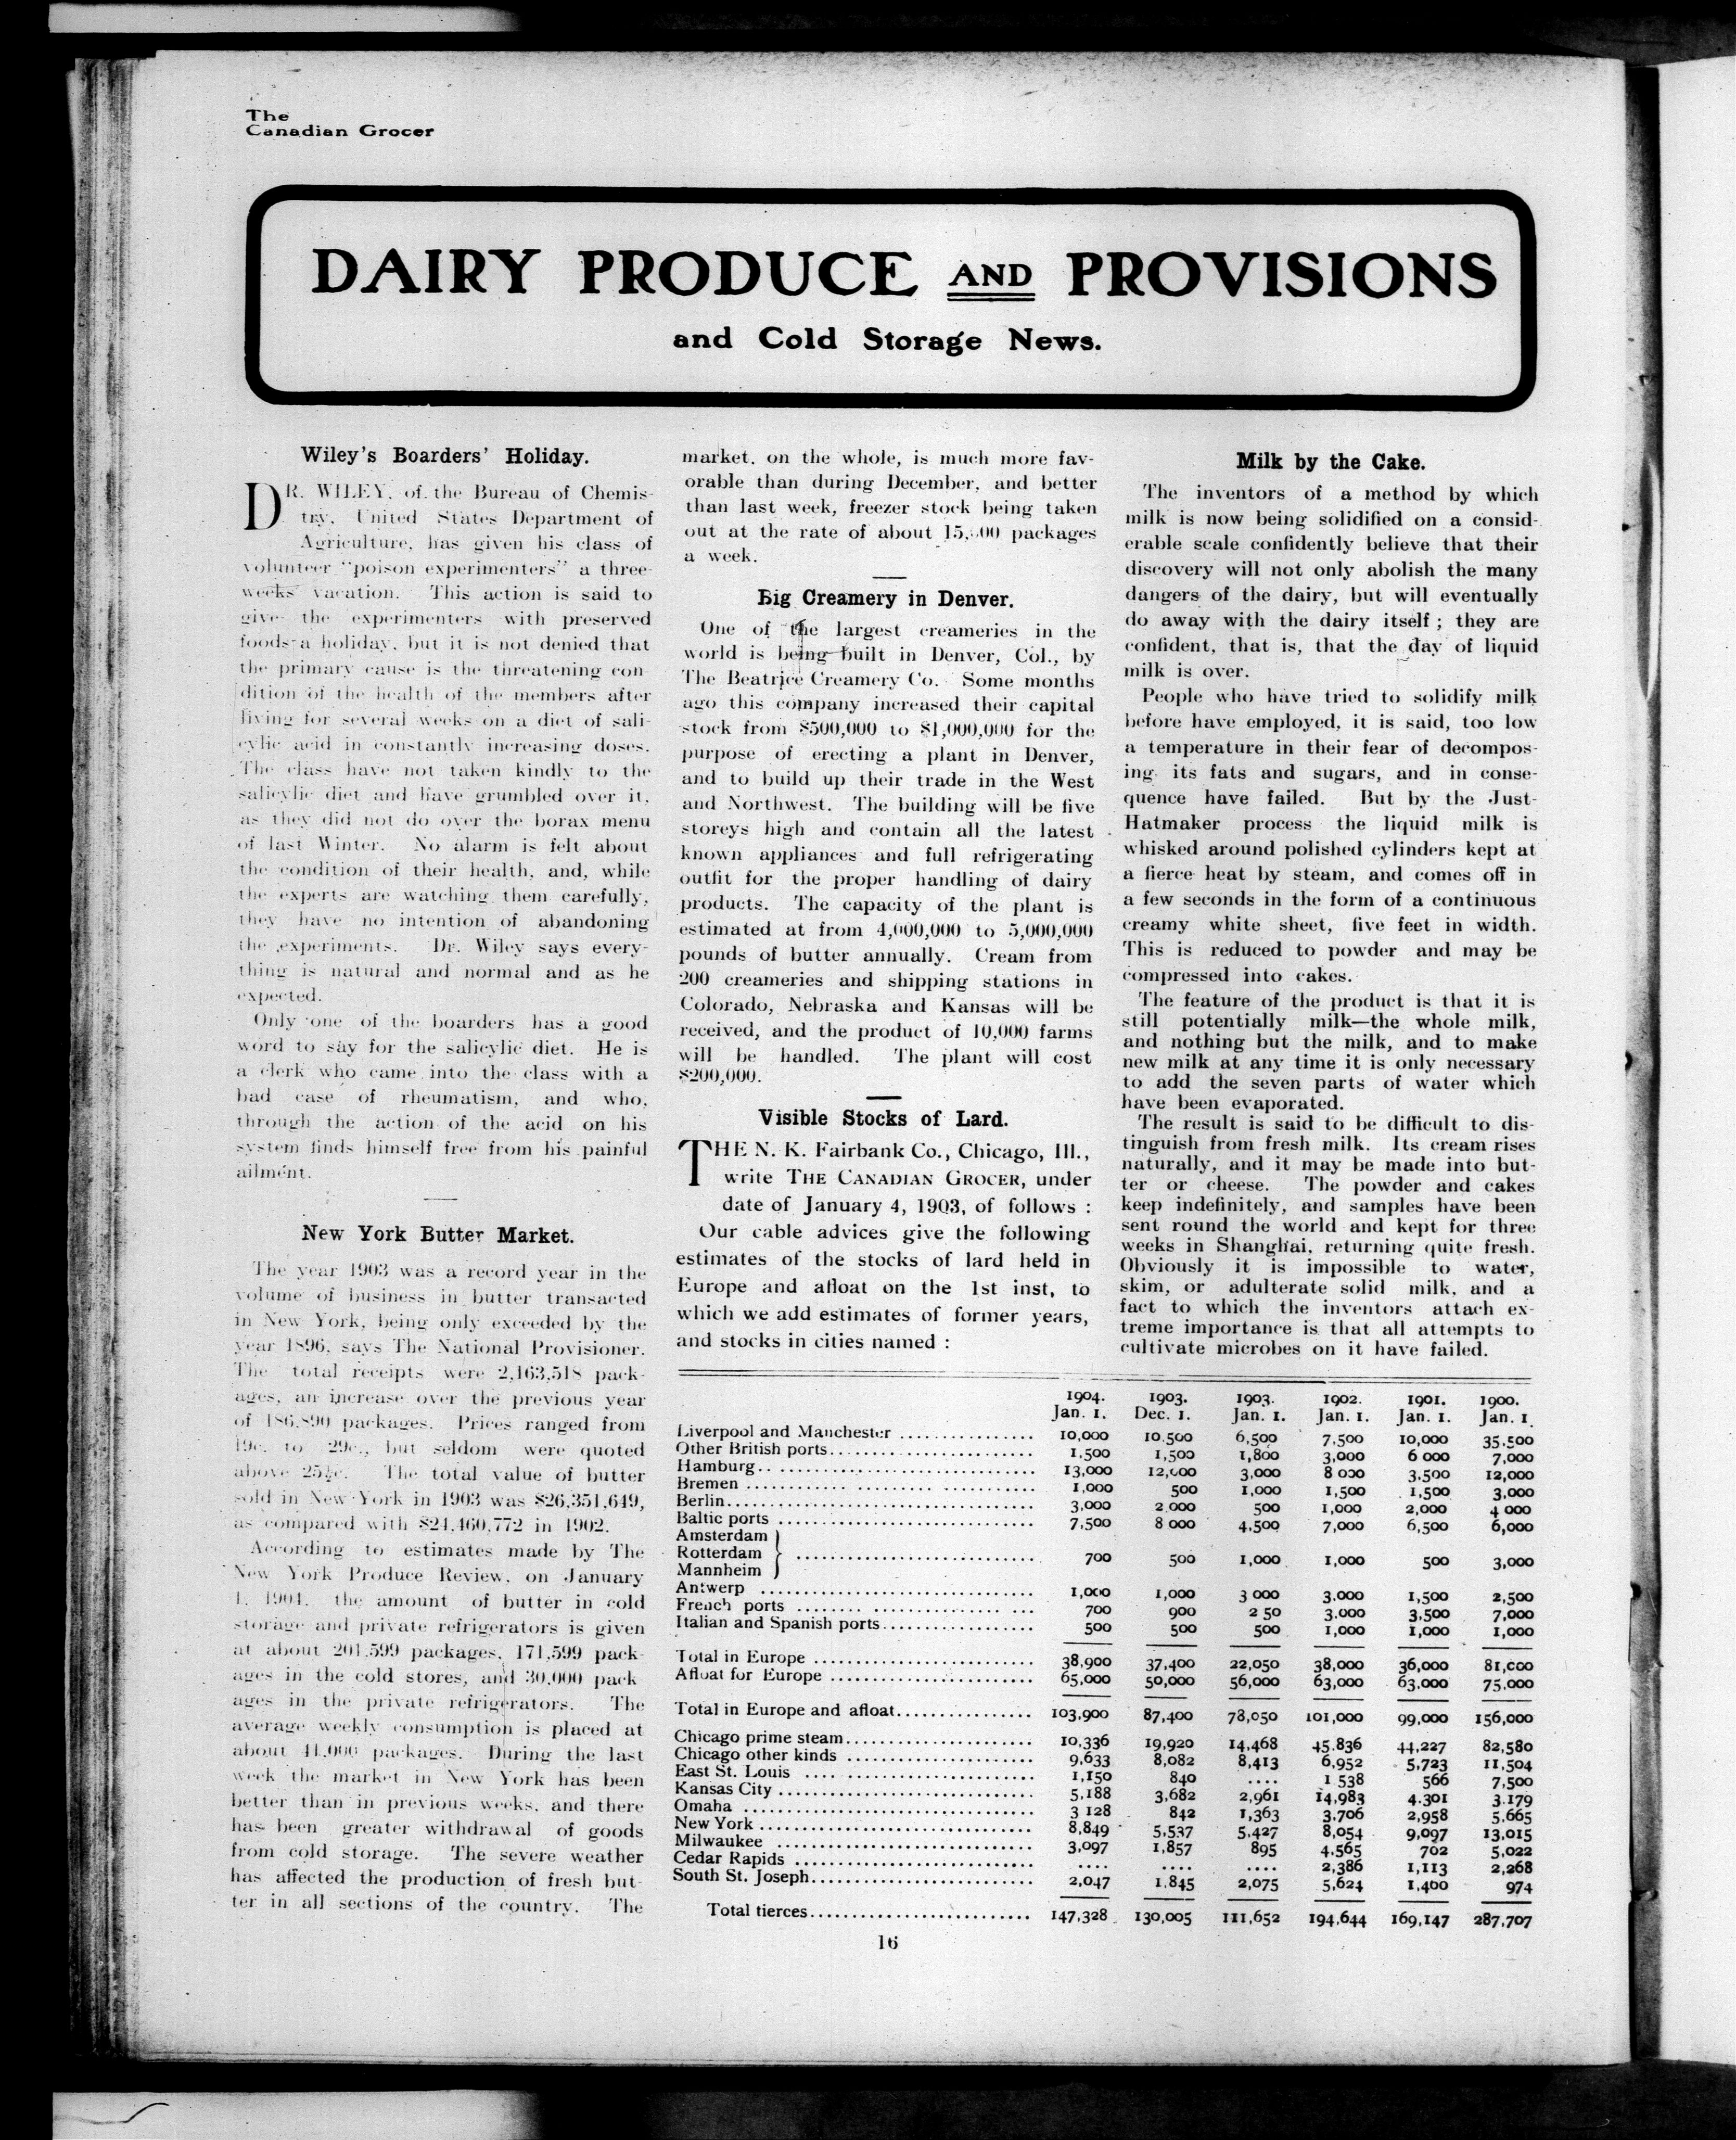 The
Canadian Grocer
DAIRY PRODUCE AND PROVISIONS
and Cold Storage News.
Wiley's Boarders' Holiday.
DR. WILEY, of the Bureau of Chemis-
try, United States Department of
Agriculture, has given his class of
volunteer "poison experimenters" a three-
weeks vacation. This action is said to
give the experimenters with preserved
foods a holiday, but it is not denied that
the primary cause is the threatening con-
dition of the health of the members after
living for several weeks on a diet of sali-
cylic acid in constantly increasing doses.
The class have not taken kindly to the
salicylic diet and have grumbled over it,
as they did not do over the borax menu
of last Winter. No alarm is felt about
the condition of their health, and, while
the experts are watching them carefully,
they have no intention of abandoning
the experiments. Dr. Wiley says every-
thing is natural and normal and as he
expected.
Only one of the boarders has a good
word to say for the salicylic diet. He is
a clerk who came into the class with a
bad case of rheumatism, and who,
through the action of the acid on his
system finds himself free from his painful
ailment.
New York Butter Market.
The year 1903 was a record year in the
volume of business in butter transacted
in New York, being only exceeded by the
year 1896, says The National Provisioner.
The total receipts were 2,163,518 pack-
ages, an increase over the previous year
of 186,890 packages. Prices ranged from
19c. to 29c., but seldom were quoted
above 25½c. The total value of butter
sold in New York in 1903 was $26,351,649,
as compared with $24,460,772 in 1902.
According to estimates made by The
New York Produce Review, on January
1, 1904, the amount of butter in cold
storage and private refrigerators is given
at about 201,599 packages, 171,599 pack-
ages in the cold stores, and 30,000 pack
ages in the private refrigerators. The
average weekly consumption is placed at
about 41,000 packages. During the last
week the market in New York has been
better than in previous weeks, and there
has been greater withdrawal of goods
from cold storage. The severe weather
has affected the production of fresh but-
ter in all sections of the country. The
market, on the whole, is much more fav-
orable than during December, and better
than last week, freezer stock being taken
out at the rate of about packages
a week.
Big Creamery in Denver.
One of the largest creameries in the
world is being built in Denver, Col., by
The Beatrice Creamery Co. Some months
ago this company increased their capital
stock from $500,000 to $1,000,000 for the
purpose of erecting a plant in Denver,
and to build up their trade in the West
and Northwest. The building will be five
storeys high and contain all the latest
known appliances and full refrigerating
outfit for the proper handling of dairy
products. The capacity of the plant is
estimated at from 4,000,000 to 5,000,000
pounds of butter annually. Cream from
200 creameries and shipping stations in
Colorado, Nebraska and Kansas will be
received, and the product of 10,000 farms
will be handled. The plant will cost
$200,000.
Visible Stocks of Lard.
THE N. K. Fairbank Co., Chicago, Ill.,
write THE CANADIAN GROCER, under
date of January 4, 1903, of follows :
Our cable advices give the following
estimates of the stocks of lard held in
Europe and afloat on the 1st inst, to
which we add estimates of former years,
and stocks in cities named :
Milk by the Cake.
The inventors of a method by which
milk is now being solidified on a consid-
erable scale confidently believe that their
discovery will not only abolish the many
dangers of the dairy, but will eventually
do away with the dairy itself ; they are
confident, that is, that the day of liquid
milk is over.
People who have tried to solidify milk
before have employed, it is said, too low
a temperature in their fear of decompos-
ing its fats and sugars, and in conse-
quence have failed. But by the Just-
Hatmaker process the liquid milk is
whisked around polished cylinders kept at
a fierce heat by steam, and comes off in
a few seconds in the form of a continuous
creamy white sheet, five feet in width.
This is reduced to powder and may be
compressed into cakes.
The feature of the product is that it is
still potentially milk—the whole milk,
and nothing but the milk, and to make
new milk at any time it is only necessary
to add the seven parts of water which
have been evaporated.
The result is said to be difficult to dis-
tinguish from fresh milk. Its cream rises
naturally, and it may be made into but-
ter or cheese. The powder and cakes
keep indefinitely, and samples have been
sent round the world and kept for three
weeks in Shanghai, returning quite fresh.
Obviously it is impossible to water,
skim, or adulterate solid milk, and a
fact to which the inventors attach ex-
treme importance is that all attempts to
cultivate microbes on it have failed.
1904. 1903. 1903. 1902. 1901. 1900.
Jan. 1. Dec. 1. Jan. 1. Jan. 1. Jan. 1. Jan. 1
Liverpool and Manchester 10,000 10.500 6,500 7,500 10,000 35.500
Other British ports 1,500 1,500 1,800 3,000 6 000 7,000
Hamburg 13,000 12,000 3,000 8 000 3,500 12,000
Bremen 1,000 500 1,000 1,500 1,500 3,000
Berlin 3,000 2.000 500 1,000 2,000 4 000
Baltic ports 7,500 8 000 4,500 7,000 6,500 6,000
Amsterdam
Rotterdam 700 500 1,000 1,000 500 3,000
Mannheim
Antwerp 1,000 1,000 3 000 3.000 1,500 2,500
French ports 700 900 2 50 3.000 3,500 7,000
Italian and Spanish ports 500 500 500 1,000 1,000 1,000
Total in Europe 38,900 37,400 22,050 38,000 36,000 81,000
Afloat for Europe 65,000 50,000 56,000 63,000 63.000 75.000
Total in Europe and afloat 103,900 87,400 78,050 101,000 99,000 156,000
Chicago prime steam 10,336 19,920 14,468 45.836 44,227 82,580
Chicago other kinds 9,633 8,082 8,413 6,952 5,723 11,504
East St. Louis 1,150 840 .... 1 538 566 7,500
Kansas City 5,188 3,682 2,961 14,983 4.301 3.179
Omaha 3 128 842 1,363 3,706 2,958 5,665
New York 8,849 5,537 5,427 8,054 9,097 13,015
Milwaukee 3,097 1,857 895 4,565 702 5,022
Cedar Rapids .... .... .... 2,386 1,113 2,268
South St. Joseph 2,047 1,845 2,075 5,624 1,400 974
Total tierces 147,328 130,005 111,652 194,644 169,147 287,707
16